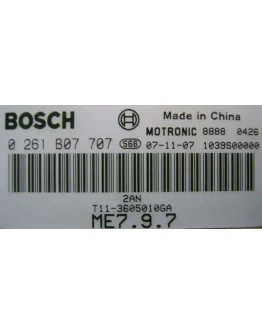 Made in China
BOSCH
MOTRONIC 8888 0426
0 261 B07 707 S66 07-11-07 1039S00000
2AN
T11-3605010GA
ME7.9.7